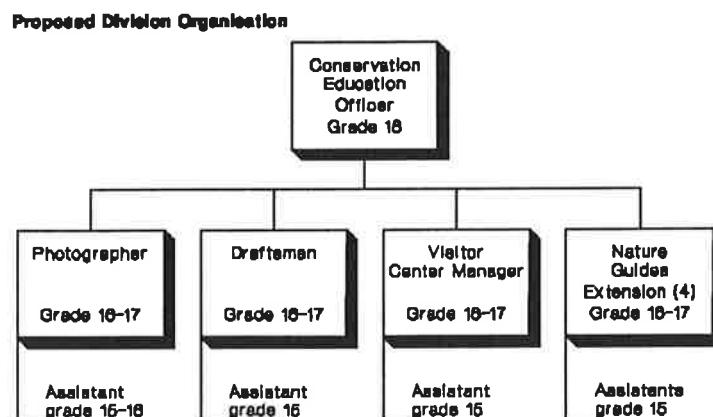 Proposed Division Organisation
Conservation
Education
Officer
Grade 18
Photographer
Grade 16-17
Draftsman
Grade 16-17
Visitor
Center Manager
Grade 16-17
Nature
Guides
Extension (4)
Grade 16-17
Assistant
grade 15-16
Assistant
grade 15
Assistant
grade 15
Assistants
grade 15